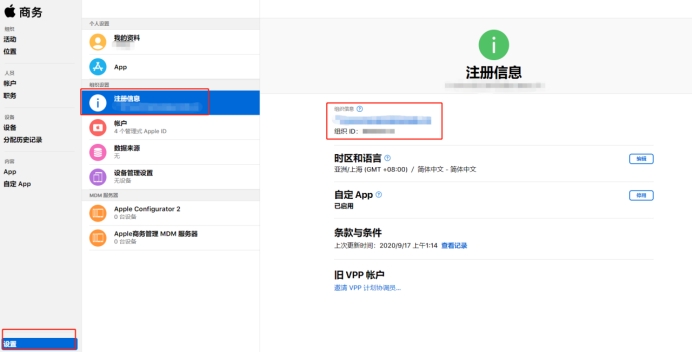 商务
组织
活动
位置
人员
帐户
职务
设备
设备
分配历史记录
内容
App
自定 App
设置
个人设置
我的资料
App
组织设置
注册信息
帐户
4 个管理式 Apple ID
数据来源
无
设备管理设置
无设备
MDM 服务器
Apple Configurator 2
0 台设备
Apple商务管理 MDM 服务器
0 台设备
注册信息
组织信息
组织 ID：
时区和语言
编辑
亚洲/上海 (GMT +08:00) / 简体中文 - 简体中文
自定 App
停用
已启用
条款与条件
上次更新时间：2020/9/17 上午1:14 查看记录
旧 VPP 帐户
邀请 VPP 计划协调员...